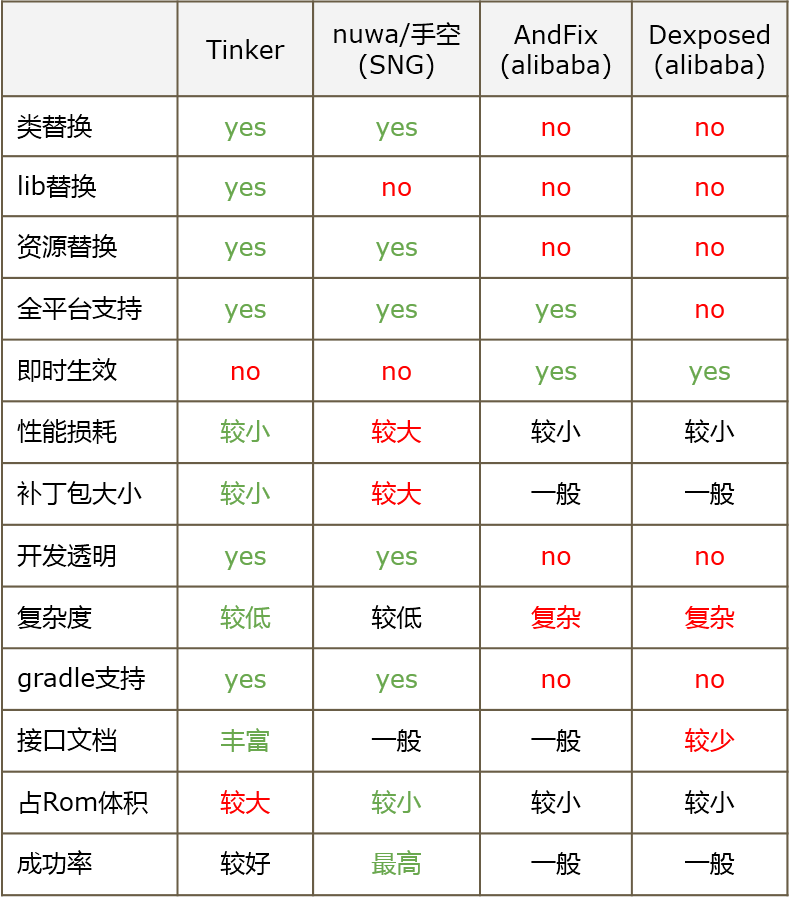 Tinker nuwa/手空 (SNG) AndFix (alibaba) Dexposed (alibaba)
类替换 yes yes no no
lib替换 yes no no no
资源替换 yes yes no no
全平台支持 yes yes yes no
即时生效 no no yes yes
性能损耗 较小 较大 较小 较小
补丁包大小 较小 较大 一般 一般
开发透明 yes yes no no
复杂度 较低 较低 复杂 复杂
gradle支持 yes yes no no
接口文档 丰富 一般 一般 较少
占Rom体积 较大 较小 较小 较小
成功率 较好 最高 一般 一般